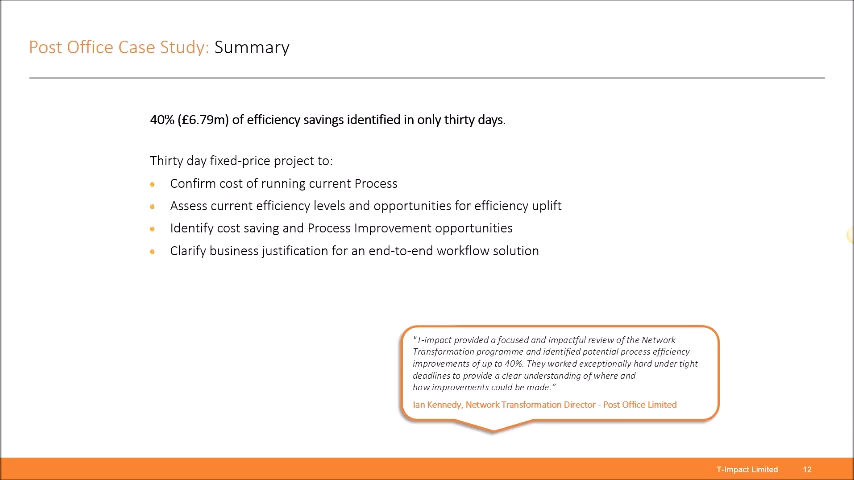 Post Office Case Study: Summary
40% (£6.79m) of efficiency savings identified in only thirty days.
Thirty day fixed-price project to:
Confirm cost of running current Process
Assess current efficiency levels and opportunities for efficiency uplift
Identify cost saving and Process Improvement opportunities
Clarify business justification for an end-to-end workflow solution
"T-impact provided a focused and impactful review of the Network
Transformation programme and identified potential process efficiency
improvements of up to 40%. They worked exceptionally hard under tight
deadlines to provide a clear understanding of where and
how improvements could be made."
Ian Kennedy, Network Transformation Director - Post Office Limited
T-Impact Limited 12